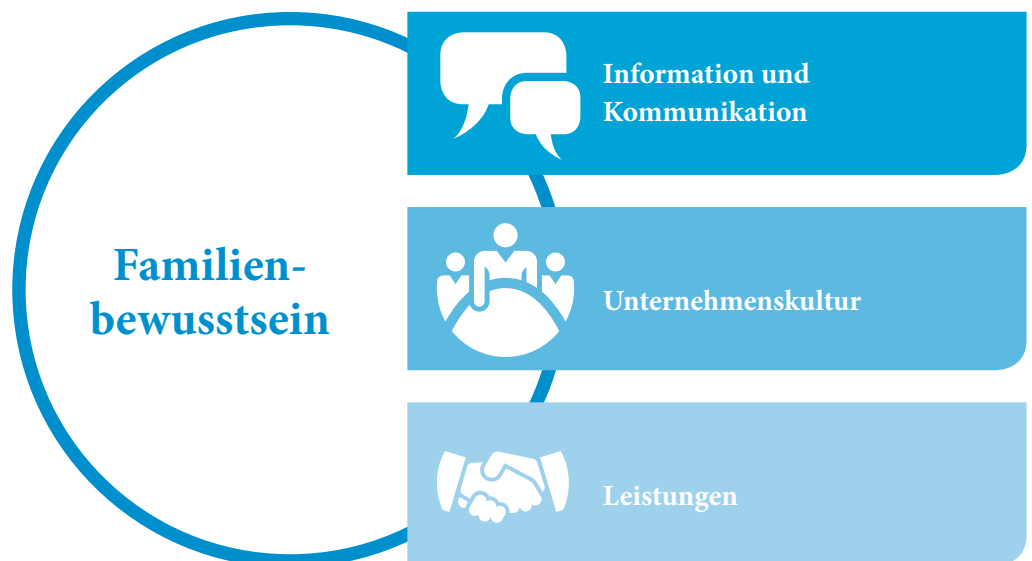 Familien-
bewusstsein
Information und
Kommunikation
Unternehmenskultur
Leistungen